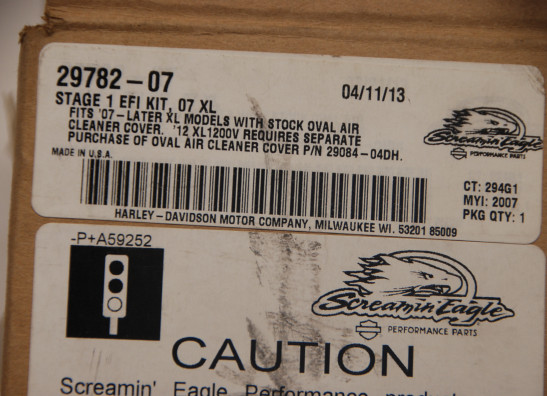 29782-07
04/11/13
STAGE 1 EFI KIT, 07 XL
FITS '07-LATER XL MODELS WITH STOCK OVAL AIR
CLEANER COVER. '12 XL1200V REQUIRES SEPARATE
PURCHASE OF OVAL AIR CLEANER COVER P/N 29084-04DH.
MADE IN U.S.A.
Screamin' Eagle
PERFORMANCE PARTS
CT: 294G1
MYI: 2007
PKG QTY: 1
HARLEY-DAVIDSON MOTOR COMPANY, MILWAUKEE WI. 53201 85009
-P+A59252
Screamin' Eagle
PERFORMANCE PARTS
CAUTION
Screamin' Eagle Performance